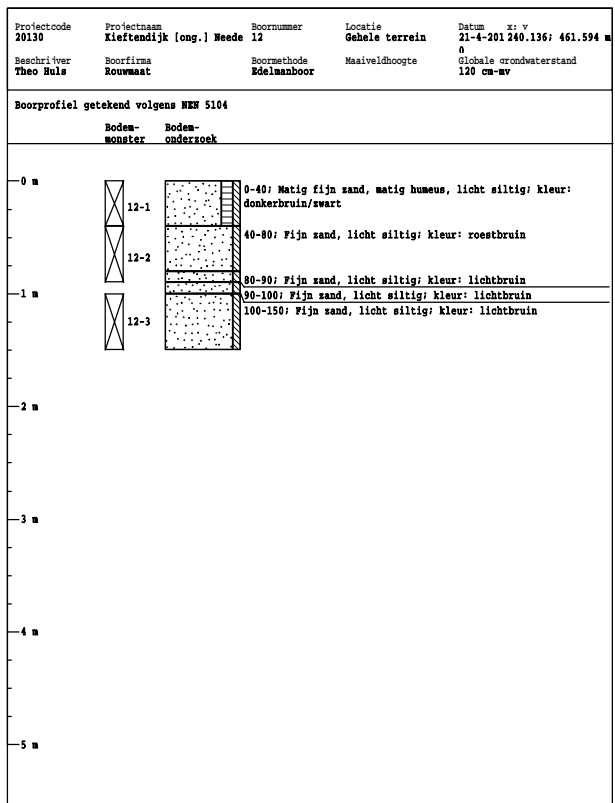 Projectcode Projectnaam Boornummer Locatie Datum x: y
20130 Kieftendijk [ong.] Neede 12 Gehele terrein 21-4-201 240.136; 461.594 m
0
Beschrijver Boorfirma Boormethode Maaiveldhoogte Globale grondwaterstand
Theo Huls Rouwmaat Edelmanboor 120 cm-mv
Boorprofiel getekend volgens NEN 5104
Bodem- Bodem-
monster onderzoek
0 m
12-1
0-40; Matig fijn zand, matig humeus, licht siltig; kleur:
donkerbruin/zwart
40-80; Fijn zand, licht siltig; kleur: roestbruin
12-2
80-90; Fijn zand, licht siltig; kleur: lichtbruin
1 m
90-100; Fijn zand, licht siltig; kleur: lichtbruin
100-150; Fijn zand, licht siltig; kleur: lichtbruin
12-3
2 m
3 m
4 m
5 m